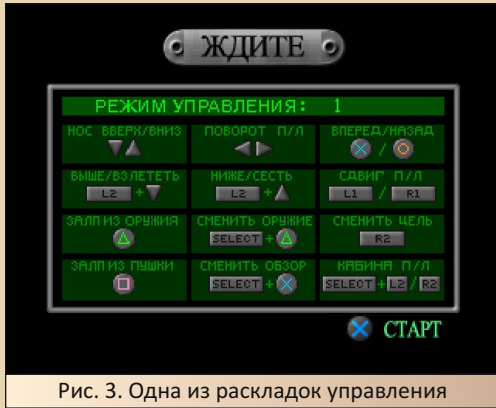 ЖДИТЕ
РЕЖИМ УПРАВЛЕНИЯ: 1
НОС ВВЕРХ/ВНИЗ ПОВОРОТ П/Л ВПЕРЕД/НАЗАД
/
ВЫШЕ/ВЗЛЕТЕТЬ НИЖЕ/СЕСТЬ СДВИГ П/Л
L2 + L2 + L1 / R1
ЗАЛП ИЗ ОРУЖИЯ СМЕНИТЬ ОРУЖИЕ СМЕНИТЬ ЦЕЛЬ
SELECT + R2
ЗАЛП ИЗ ПУШКИ СМЕНИТЬ ОБЗОР КАБИНА П/Л
SELECT + SELECT + L2 / R2
СТАРТ
Рис. 3. Одна из раскладок управления